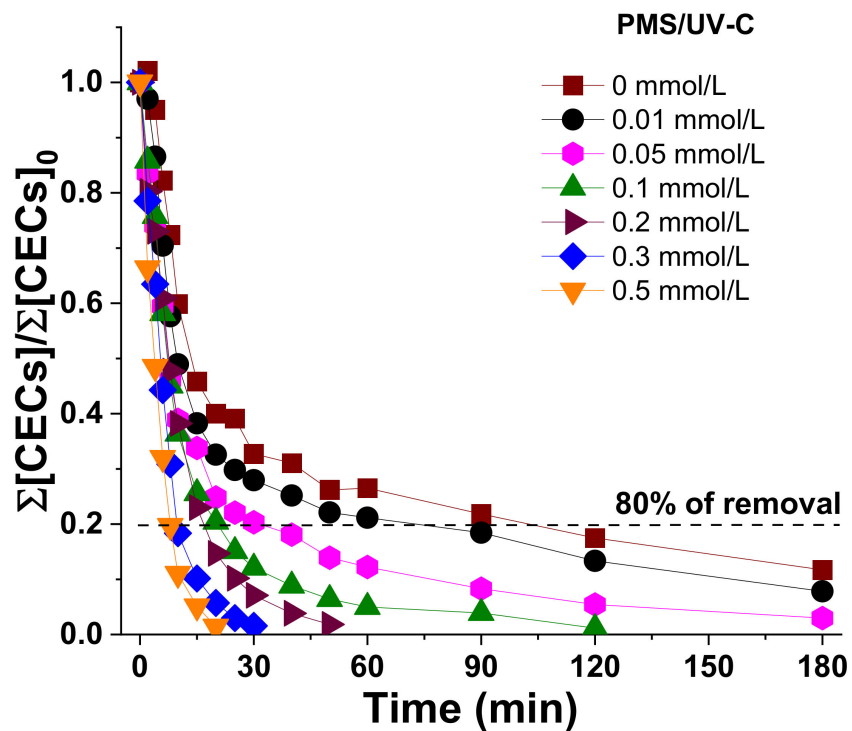 PMS/UV-C
0 mmol/L
0.01 mmol/L
0.05 mmol/L
0.1 mmol/L
0.2 mmol/L
0.3 mmol/L
0.5 mmol/L
Σ[CECs]/Σ[CECs]₀
1.0
0.8
0.6
0.4
0.2
0.0
80% of removal
0 30 60 90 120 150 180
Time (min)